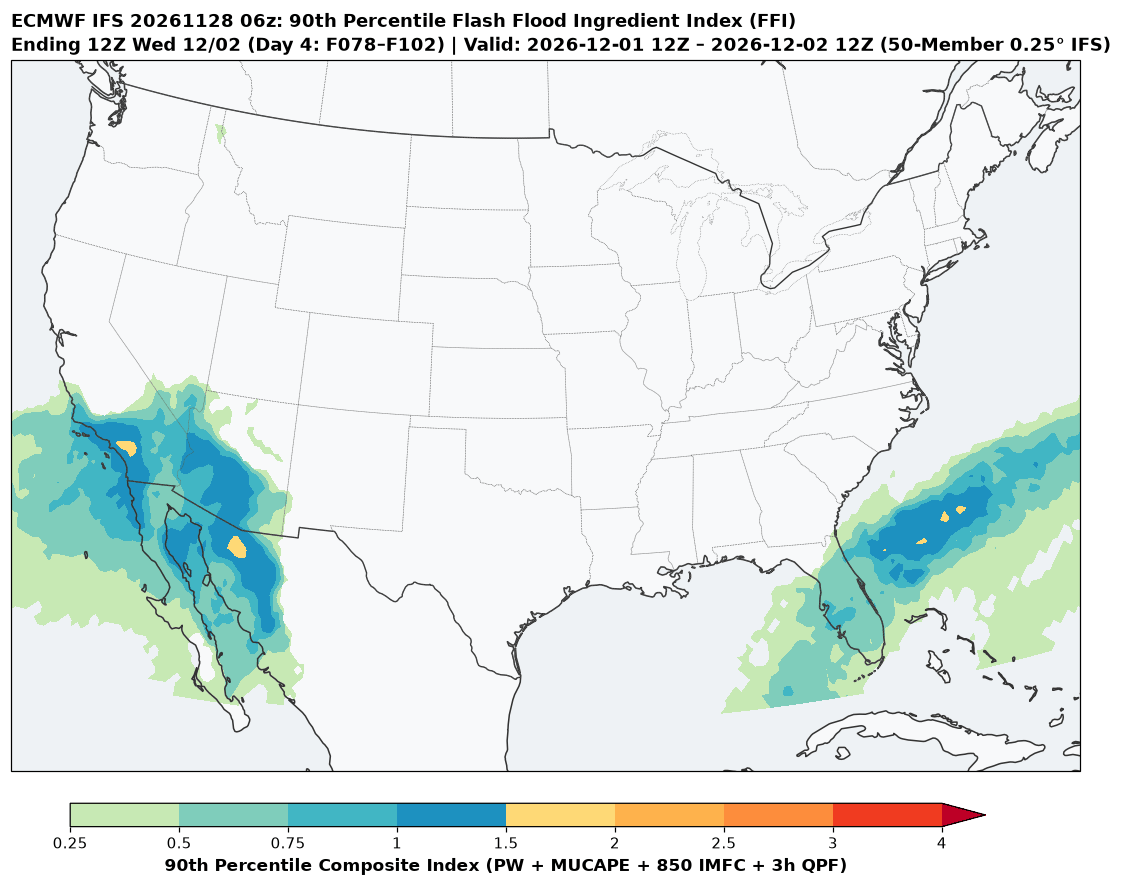 ECMWF IFS 20261128 06z: 90th Percentile Flash Flood Ingredient Index (FFI)
Ending 12Z Wed 12/02 (Day 4: F078–F102) | Valid: 2026-12-01 12Z – 2026-12-02 12Z (50-Member 0.25° IFS)
0.25 0.5 0.75 1 1.5 2 2.5 3 4
90th Percentile Composite Index (PW + MUCAPE + 850 IMFC + 3h QPF)